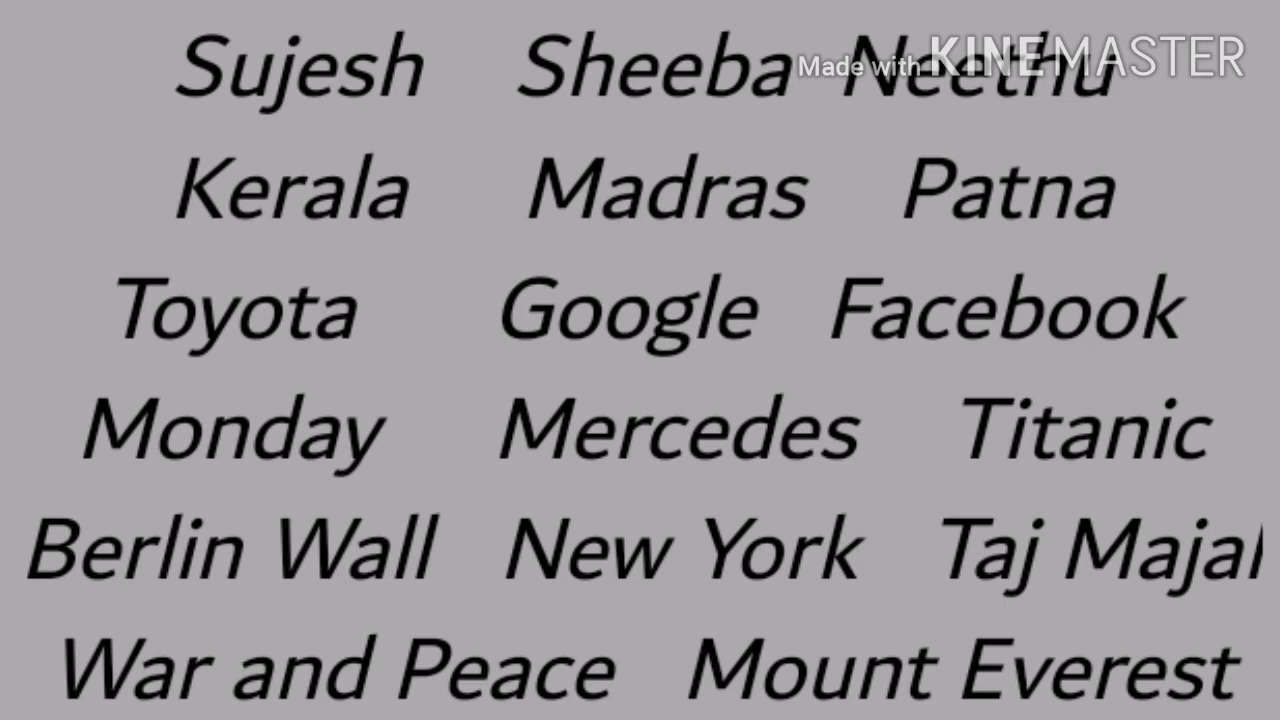 Sujesh Sheeba Neethu
Made with KINEMASTER
Kerala Madras Patna
Toyota Google Facebook
Monday Mercedes Titanic
Berlin Wall New York Taj Majal
War and Peace Mount Everest